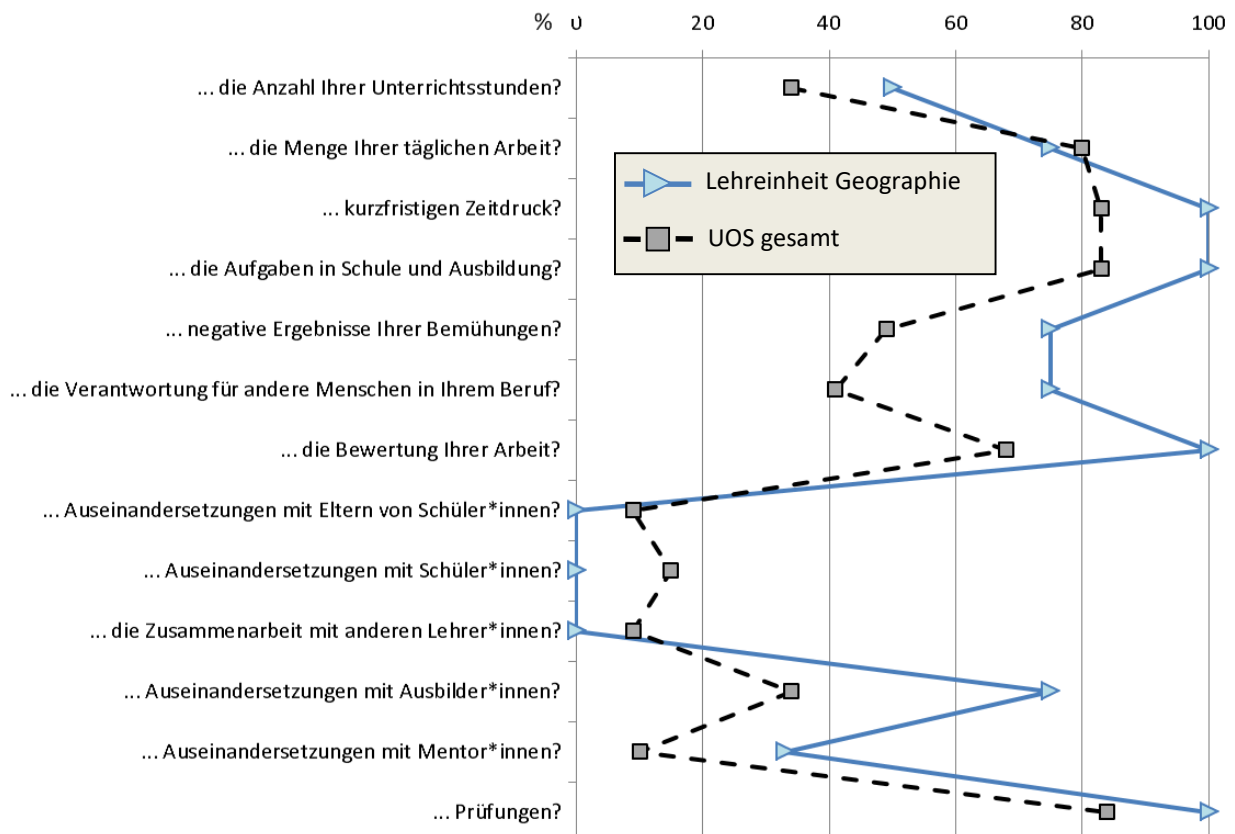 % 0 20 40 60 80 100
... die Anzahl Ihrer Unterrichtsstunden?
... die Menge Ihrer täglichen Arbeit?
... kurzfristigen Zeitdruck?
... die Aufgaben in Schule und Ausbildung?
... negative Ergebnisse Ihrer Bemühungen?
... die Verantwortung für andere Menschen in Ihrem Beruf?
... die Bewertung Ihrer Arbeit?
... Auseinandersetzungen mit Eltern von Schüler*innen?
... Auseinandersetzungen mit Schüler*innen?
... die Zusammenarbeit mit anderen Lehrer*innen?
... Auseinandersetzungen mit Ausbilder*innen?
... Auseinandersetzungen mit Mentor*innen?
... Prüfungen?
Lehreinheit Geographie
UOS gesamt